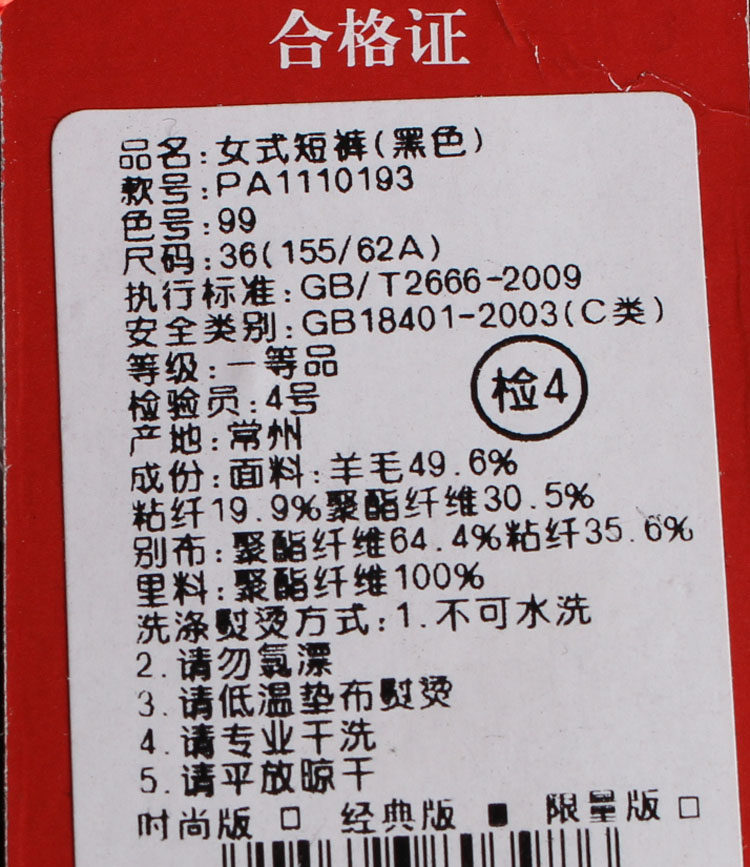 合格证
品名:女式短裤(黑色)
款号:PA1110193
色号:99
尺码:36(155/62A)
执行标准:GB/T2666-2009
安全类别:GB18401-2003(C类)
等级:一等品
检验员:4号
检4
产地:常州
成份:面料:羊毛49.6%
粘纤19.9%聚酯纤维30.5%
别布:聚酯纤维64.4%粘纤35.6%
里料:聚酯纤维100%
洗涤熨烫方式:1.不可水洗
2.请勿氯漂
3.请低温垫布熨烫
4.请专业干洗
5.请平放晾干
时尚版 □ 经典版 ■ 限量版 □